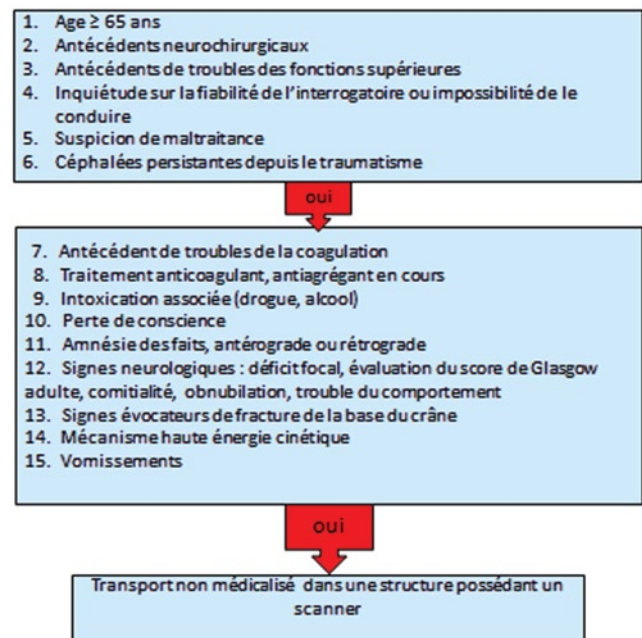 1. Age ≥ 65 ans
2. Antécédents neurochirurgicaux
3. Antécédents de troubles des fonctions supérieures
4. Inquiétude sur la fiabilité de l'interrogatoire ou impossibilité de le
conduire
5. Suspicion de maltraitance
6. Céphalées persistantes depuis le traumatisme
oui
7. Antécédent de troubles de la coagulation
8. Traitement anticoagulant, antiagrégant en cours
9. Intoxication associée (drogue, alcool)
10. Perte de conscience
11. Amnésie des faits, antérograde ou rétrograde
12. Signes neurologiques : déficit focal, évaluation du score de Glasgow
adulte, comitialité, obnubilation, trouble du comportement
13. Signes évocateurs de fracture de la base du crâne
14. Mécanisme haute énergie cinétique
15. Vomissements
oui
Transport non médicalisé dans une structure possédant un
scanner